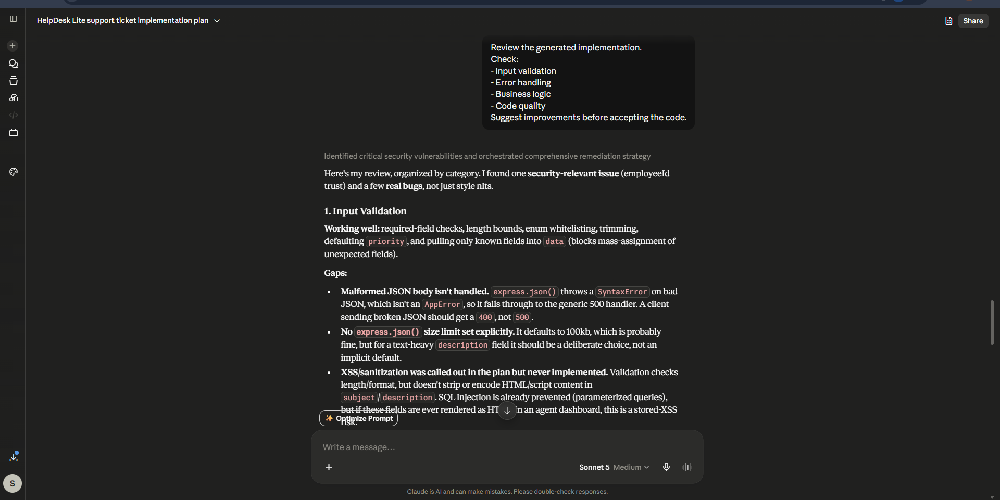 HelpDesk Lite support ticket implementation plan
Share
Review the generated implementation.
Check:
- Input validation
- Error handling
- Business logic
- Code quality
Suggest improvements before accepting the code.
Identified critical security vulnerabilities and orchestrated comprehensive remediation strategy
Here's my review, organized by category. I found one security-relevant issue (employeeId
trust) and a few real bugs, not just style nits.
1. Input Validation
Working well: required-field checks, length bounds, enum whitelisting, trimming,
defaulting priority, and pulling only known fields into data (blocks mass-assignment of
unexpected fields).
Gaps:
• Malformed JSON body isn't handled. express.json() throws a SyntaxError on bad
JSON, which isn't an AppError, so it falls through to the generic 500 handler. A client
sending broken JSON should get a 400, not 500.
• No express.json() size limit set explicitly. It defaults to 100kb, which is probably
fine, but for a text-heavy description field it should be a deliberate choice, not an
implicit default.
• XSS/sanitization was called out in the plan but never implemented. Validation checks
length/format, but doesn't strip or encode HTML/script content in
subject/description. SQL injection is already prevented (parameterized queries),
but if these fields are ever rendered as HT in an agent dashboard, this is a stored-XSS
risk.
Optimize Prompt
Write a message...
Sonnet 5 Medium
S
Claude is AI and can make mistakes. Please double-check responses.